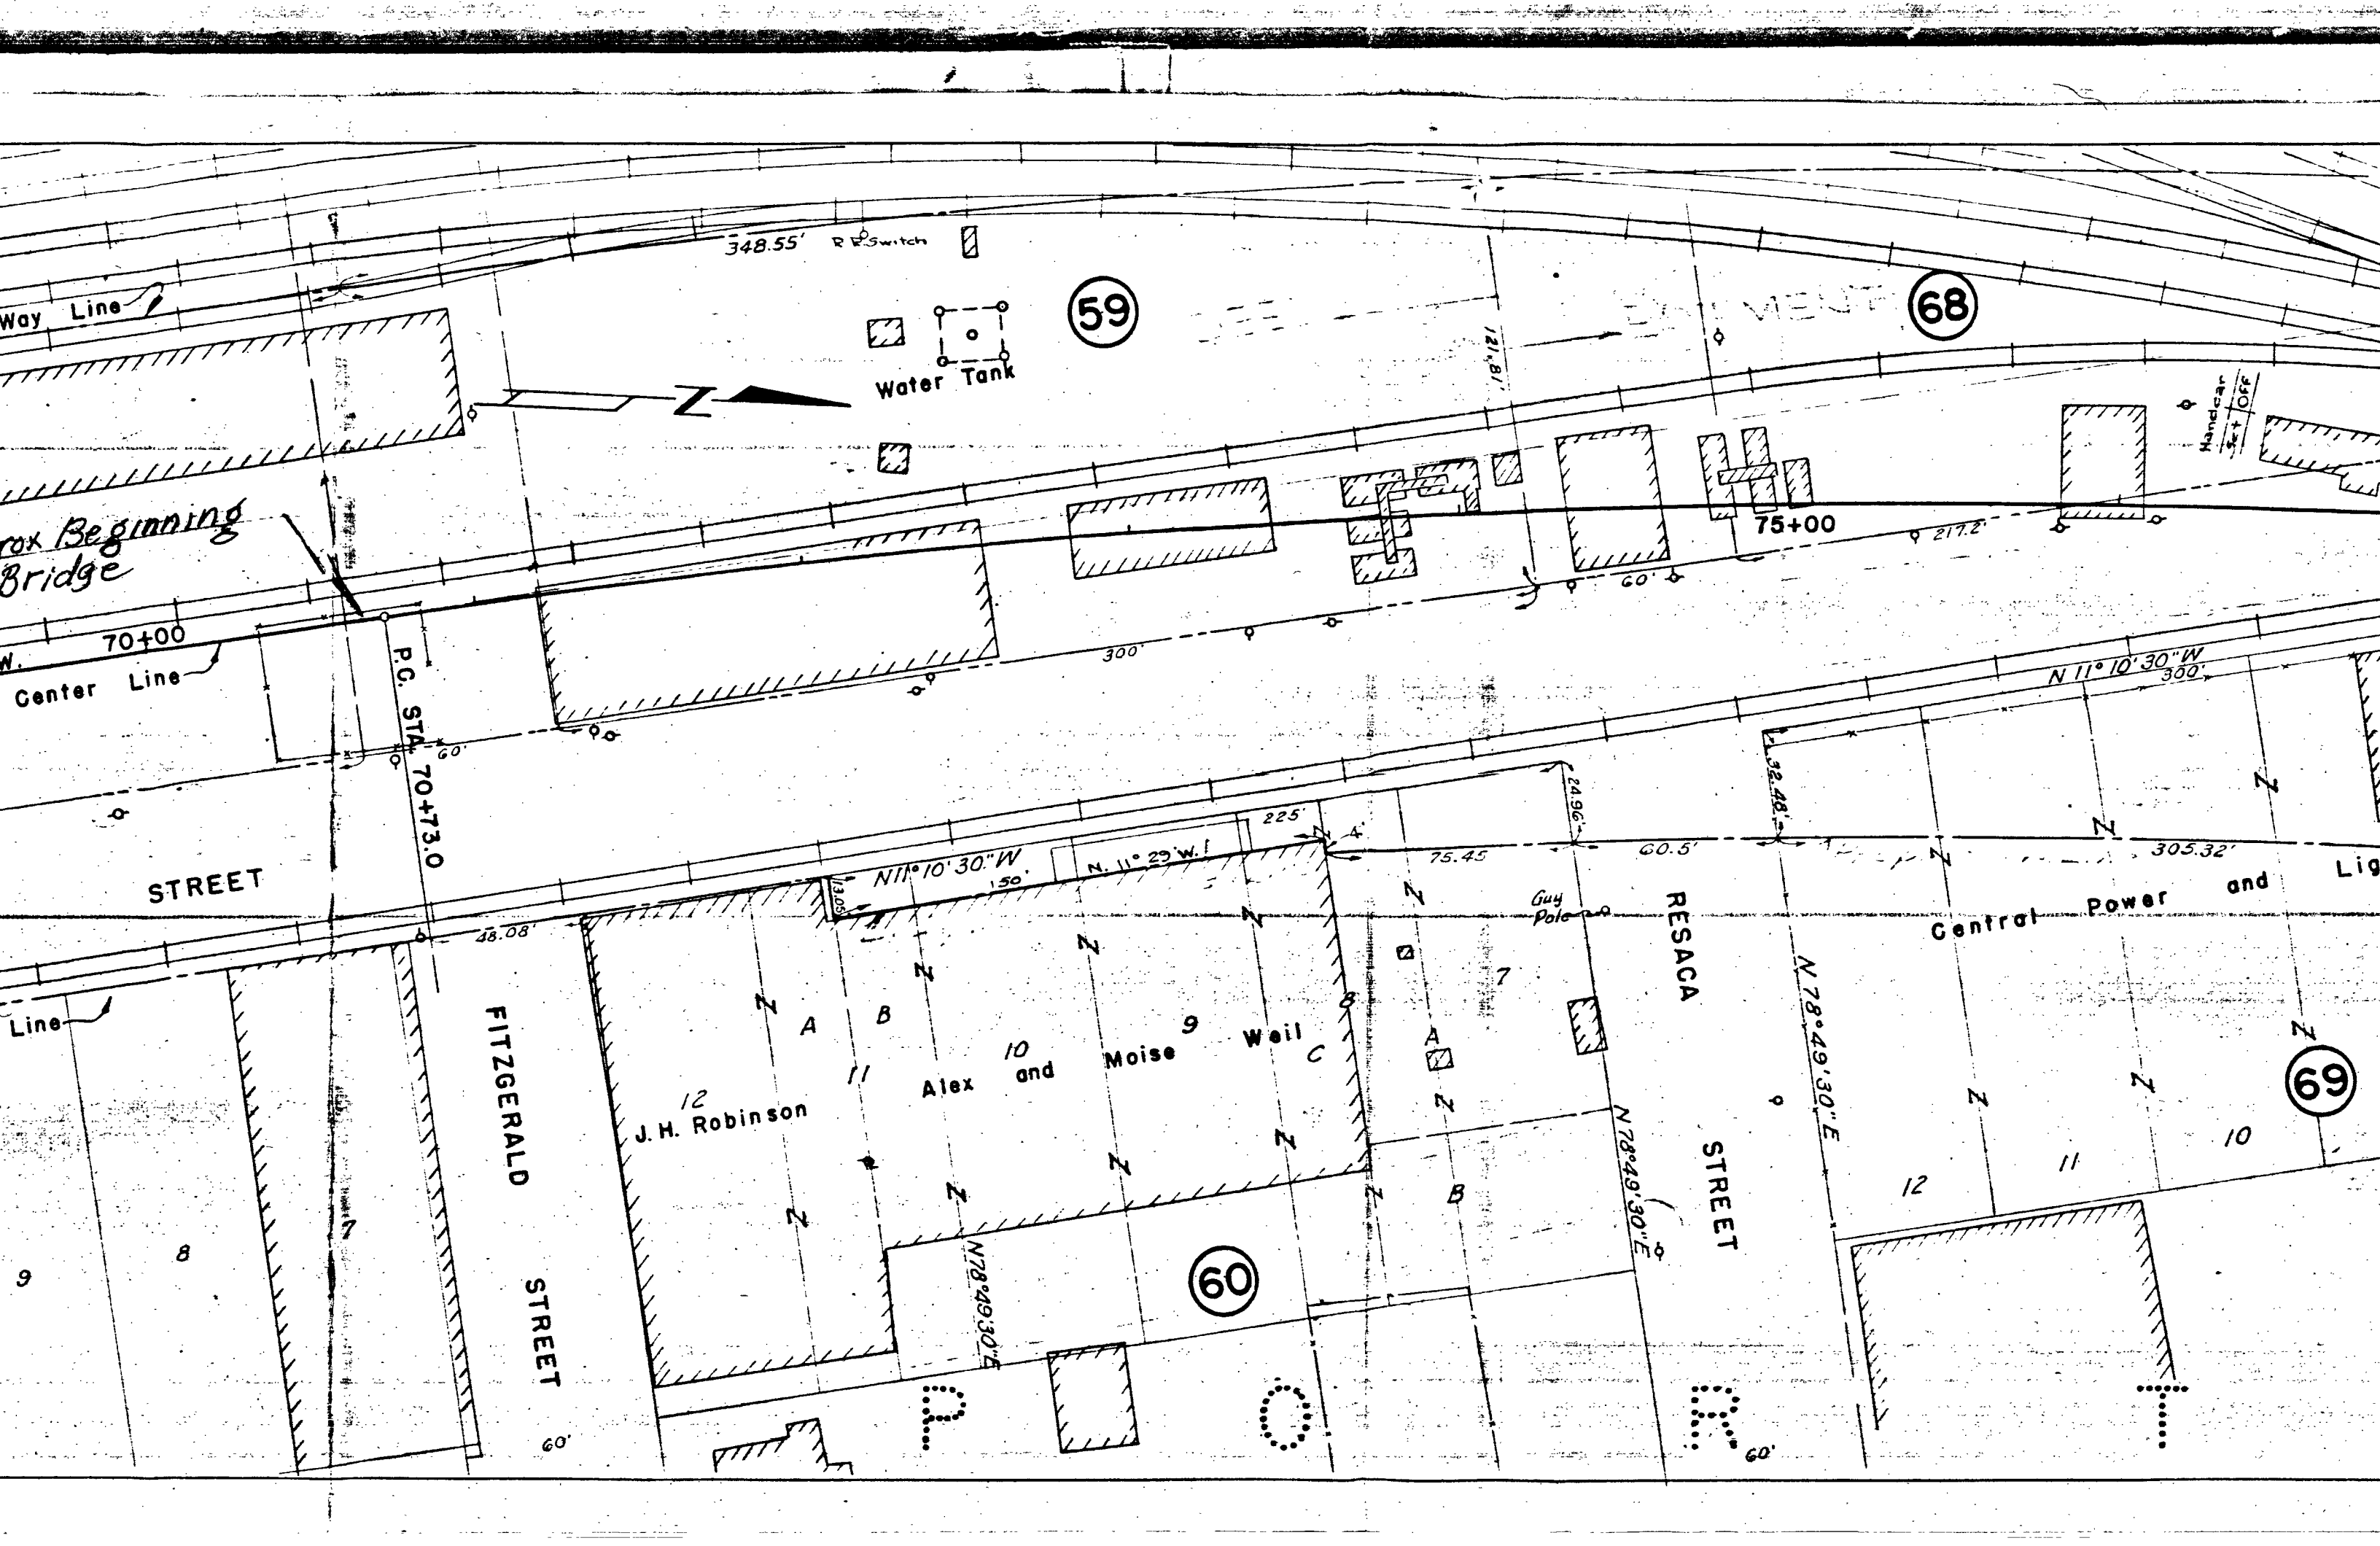 348.55'
R R Switch
59
68
Way Line
121.81'
Water Tank
Z
Handcar
Set Off
rox Beginning
Bridge
75+00
217.2'
60'
70+00
W.
Center Line
P.C. STA. 70+73.0
300'
N 11° 10' 30" W
300'
60'
32.48'
24.96'
225'
4'
STREET
N 11° 10' 30" W
50'
N. 11° 29' W.
13.05'
75.45
60.5'
305.32'
48.08'
Guy
Pole
RESACA
STREET
Central Power and Lig
Line
FITZGERALD
STREET
A
B
7
9
8
A
C
10
11
Alex and Moise Weil
12
J. H. Robinson
N 78° 49' 30" E
69
10
11
12
B
N 78° 49' 30" E
7
8
9
60
N 78° 49' 30" E
60'
P O R T
60'